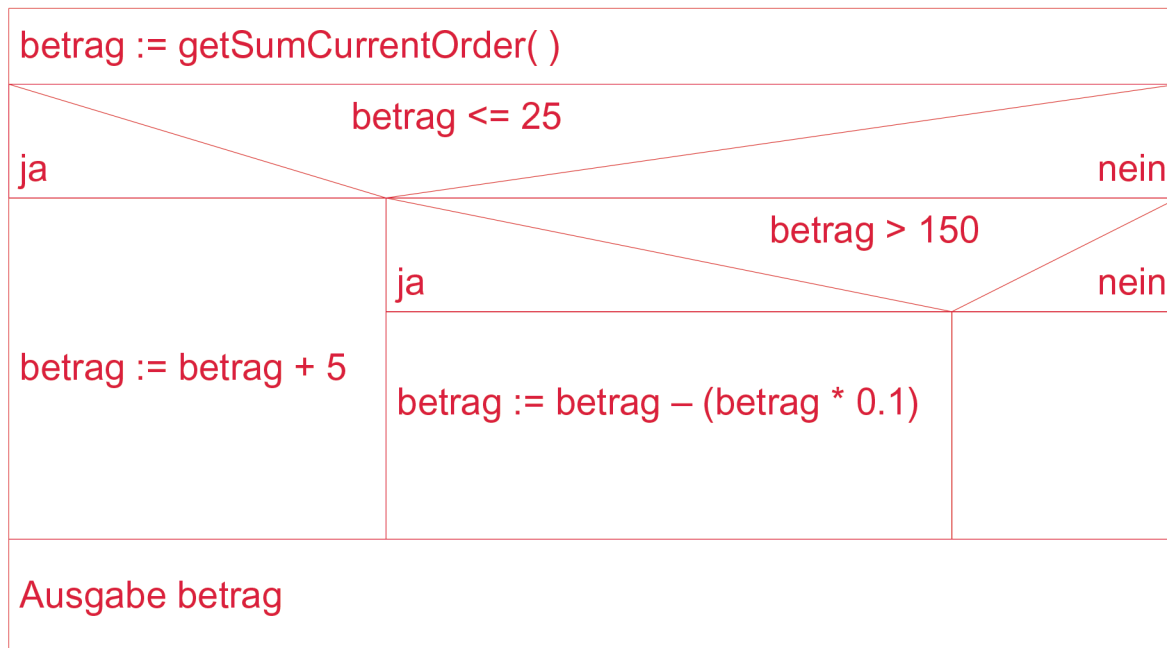 betrag := getSumCurrentOrder( )
betrag <= 25
ja
nein
betrag > 150
ja
nein
betrag := betrag + 5
betrag := betrag – (betrag * 0.1)
Ausgabe betrag